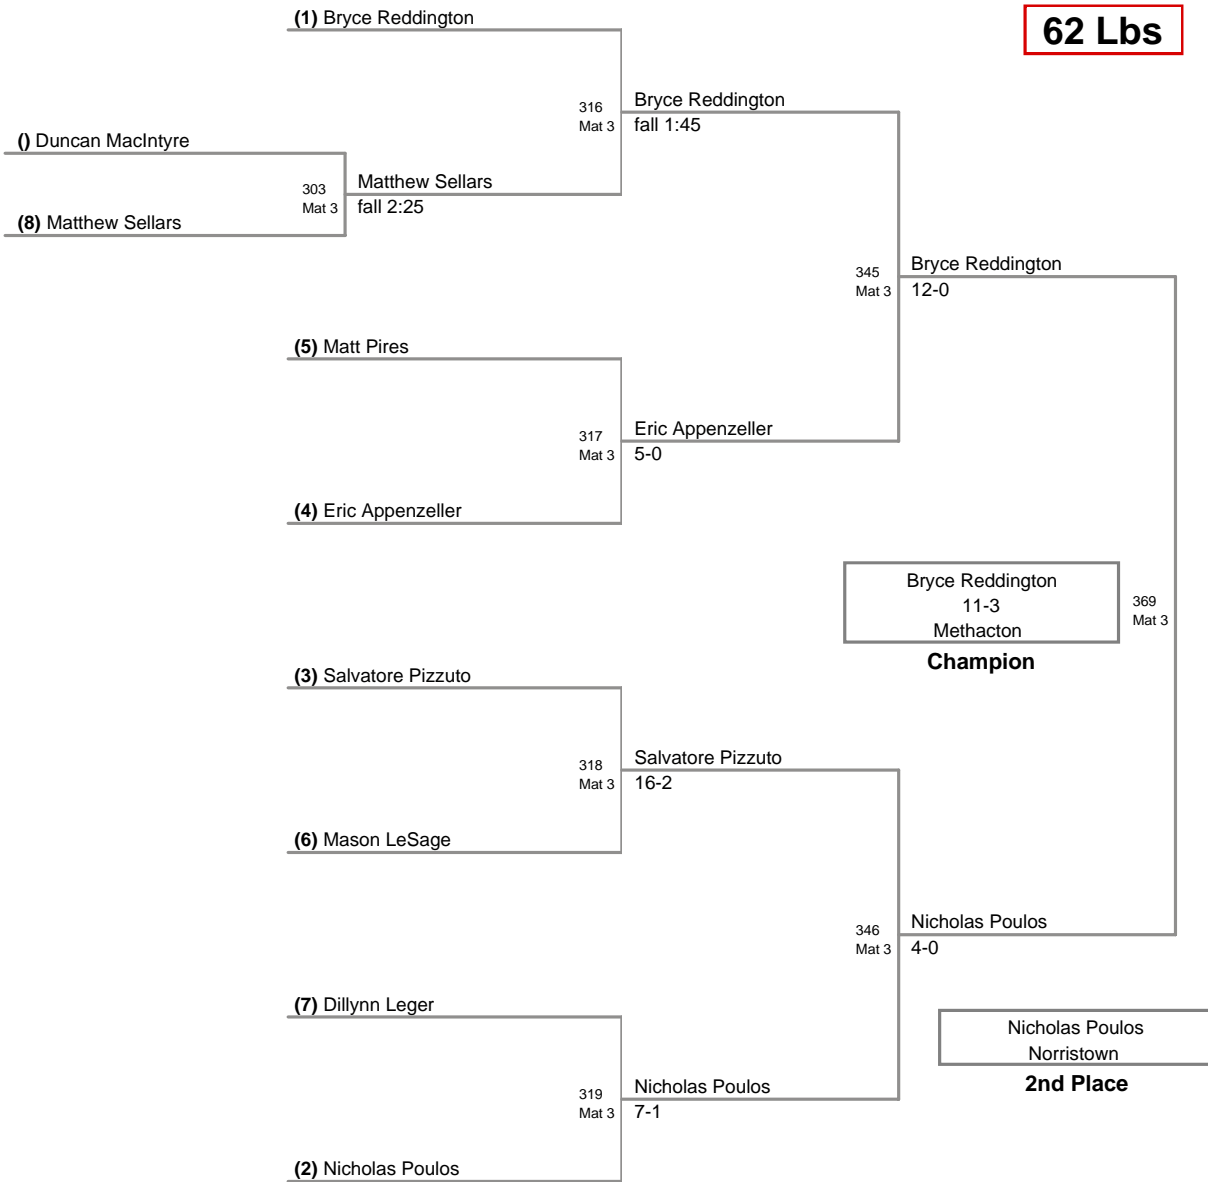 (1) Bryce Reddington
62 Lbs
316
Mat 3
Bryce Reddington
fall 1:45
() Duncan MacIntyre
303
Mat 3
Matthew Sellars
fall 2:25
(8) Matthew Sellars
345
Mat 3
Bryce Reddington
12-0
(5) Matt Pires
317
Mat 3
Eric Appenzeller
5-0
(4) Eric Appenzeller
Bryce Reddington
11-3
Methacton
Champion
369
Mat 3
(3) Salvatore Pizzuto
318
Mat 3
Salvatore Pizzuto
16-2
(6) Mason LeSage
346
Mat 3
Nicholas Poulos
4-0
(7) Dillynn Leger
Nicholas Poulos
Norristown
2nd Place
319
Mat 3
Nicholas Poulos
7-1
(2) Nicholas Poulos